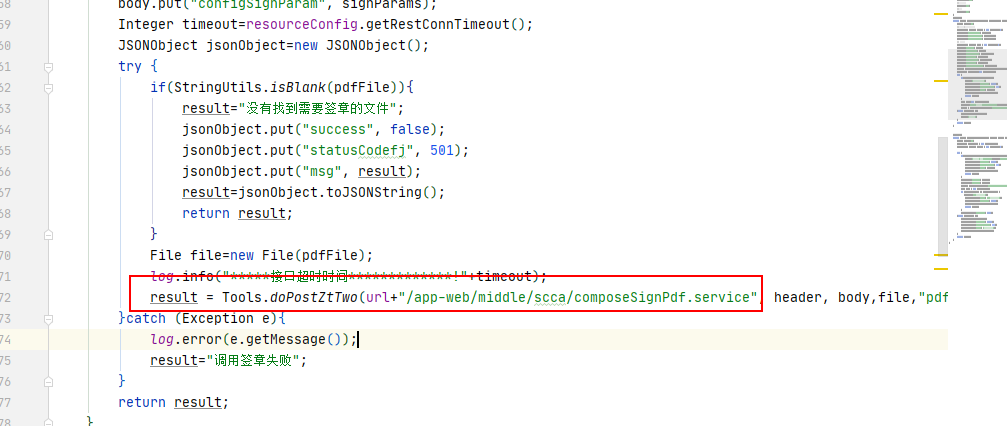 58 body.put("configSignParam", signParams);
59 Integer timeout=resourceConfig.getRestConnTimeout();
60 JSONObject jsonObject=new JSONObject();
61 try {
62 if(StringUtils.isBlank(pdfFile)){
63 result="没有找到需要签章的文件";
64 jsonObject.put("success", false);
65 jsonObject.put("statusCodefj", 501);
66 jsonObject.put("msg", result);
67 result=jsonObject.toJSONString();
68 return result;
69 }
70 File file=new File(pdfFile);
71 log.info("*****接口超时时间*************!"+timeout);
72 result = Tools.doPostZtTwo(url+"/app-web/middle/scca/composeSignPdf.service", header, body,file,"pdf
73 }catch (Exception e){
74 log.error(e.getMessage());
75 result="调用签章失败";
76 }
77 return result;
78 }